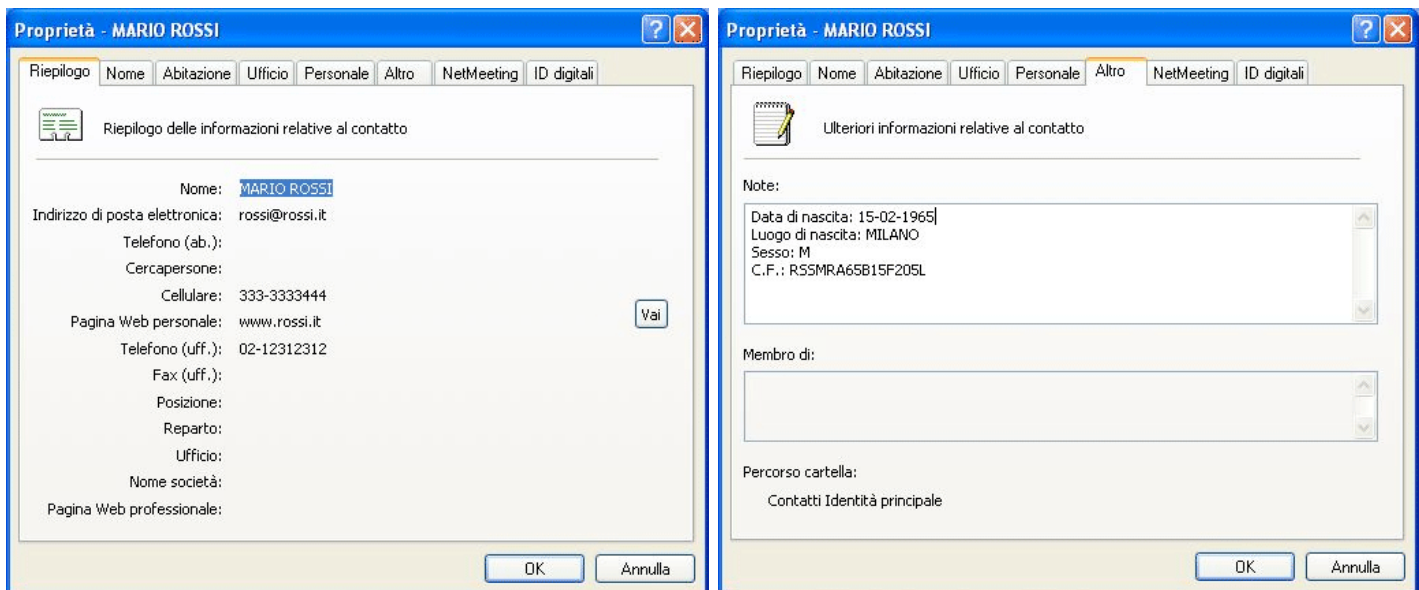 Proprietà - MARIO ROSSI
Riepilogo Nome Abitazione Ufficio Personale Altro NetMeeting ID digitali
Riepilogo delle informazioni relative al contatto
Nome: MARIO ROSSI
Indirizzo di posta elettronica: rossi@rossi.it
Telefono (ab.):
Cercapersone:
Cellulare: 333-3333444
Pagina Web personale: www.rossi.it Vai
Telefono (uff.): 02-12312312
Fax (uff.):
Posizione:
Reparto:
Ufficio:
Nome società:
Pagina Web professionale:
OK Annulla
Proprietà - MARIO ROSSI
Riepilogo Nome Abitazione Ufficio Personale Altro NetMeeting ID digitali
Ulteriori informazioni relative al contatto
Note:
Data di nascita: 15-02-1965
Luogo di nascita: MILANO
Sesso: M
C.F.: RSSMRA65B15F205L
Membro di:
Percorso cartella:
Contatti Identità principale
OK Annulla